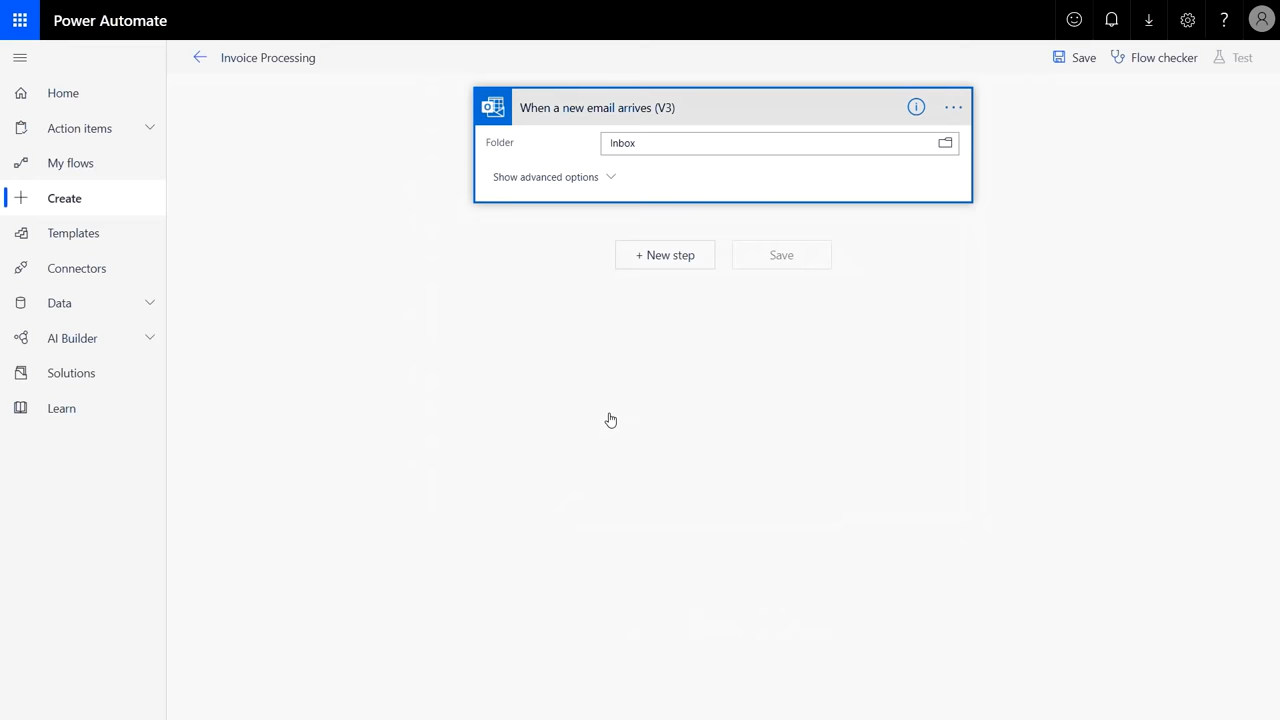 Power Automate
?
Invoice Processing
Save
Flow checker
Test
Home
Action items
My flows
Create
Templates
Connectors
Data
AI Builder
Solutions
Learn
When a new email arrives (V3)
Folder
Inbox
Show advanced options
+ New step
Save